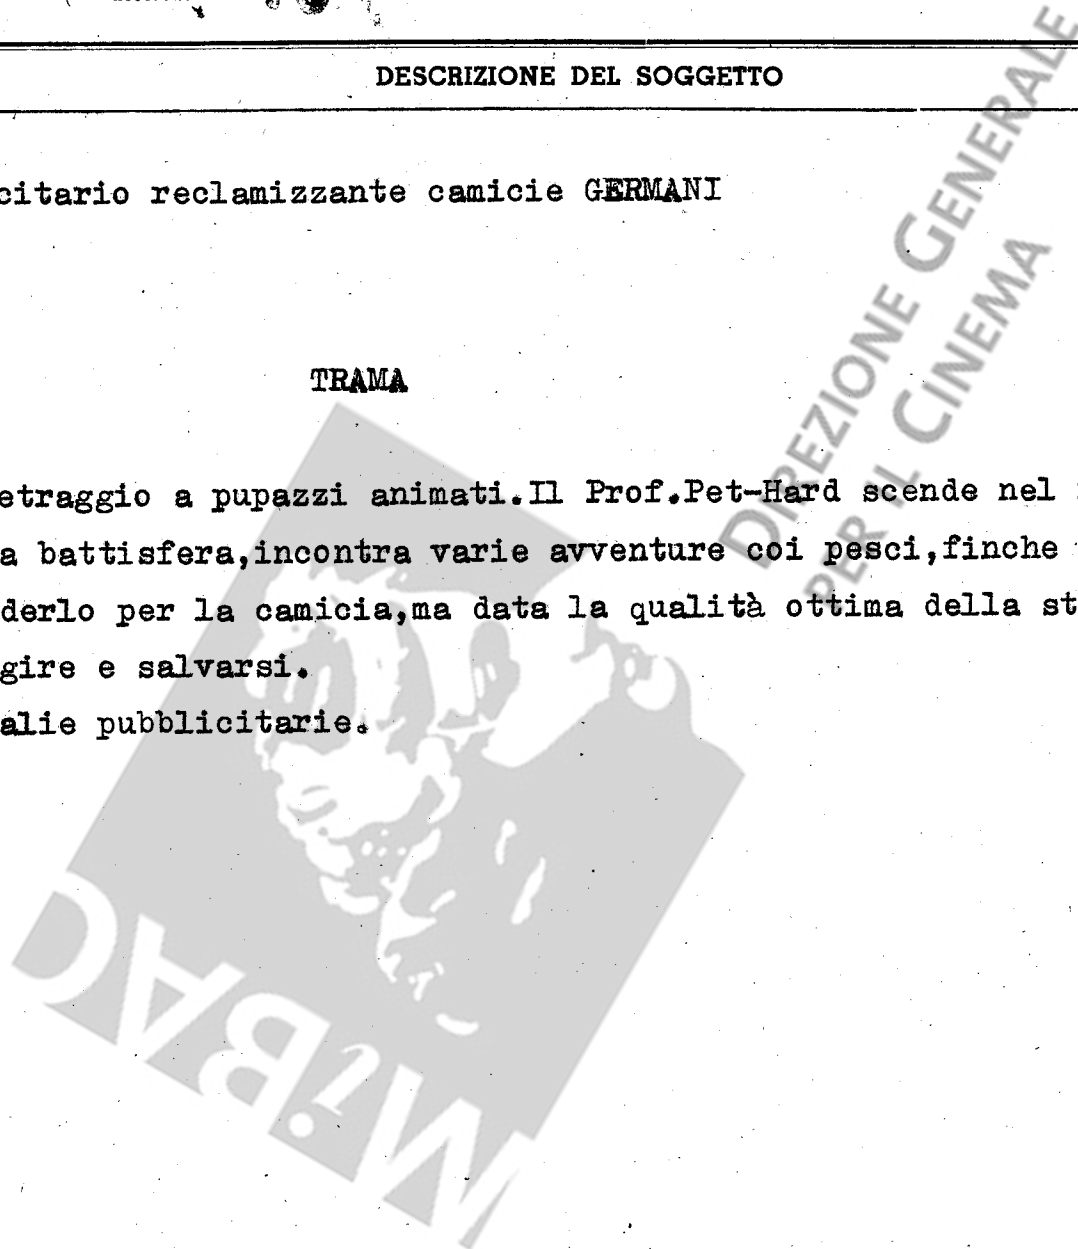 DESCRIZIONE DEL SOGGETTO
citario reclamizzante camicie GERMANI
TRAMA
etraggio a pupazzi animati.Il Prof.Pet-Hard scende nel
a battisfera,incontra varie avventure coi pesci,finche
derlo per la camicia,ma data la qualità ottima della st
gire e salvarsi.
alie pubblicitarie.
DIREZIONE GENERALE
PER IL CINEMA
MiBAC